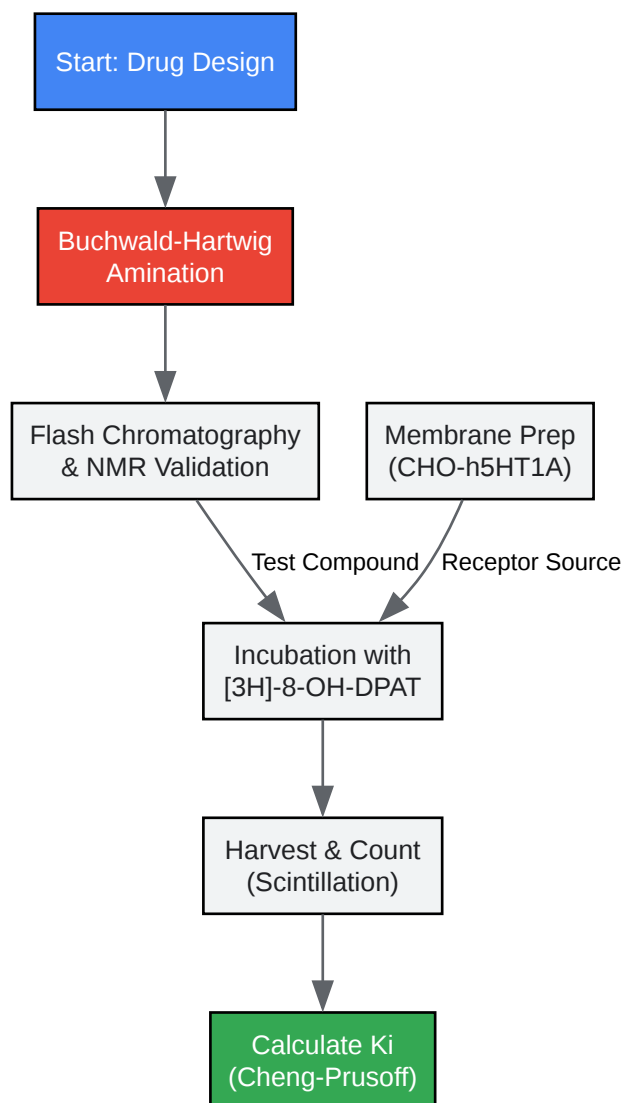 Start: Drug Design
Buchwald-Hartwig
Amination
Flash Chromatography
& NMR Validation
Membrane Prep
(CHO-h5HT1A)
Test Compound
Receptor Source
Incubation with
[3H]-8-OH-DPAT
Harvest & Count
(Scintillation)
Calculate Ki
(Cheng-Prusoff)